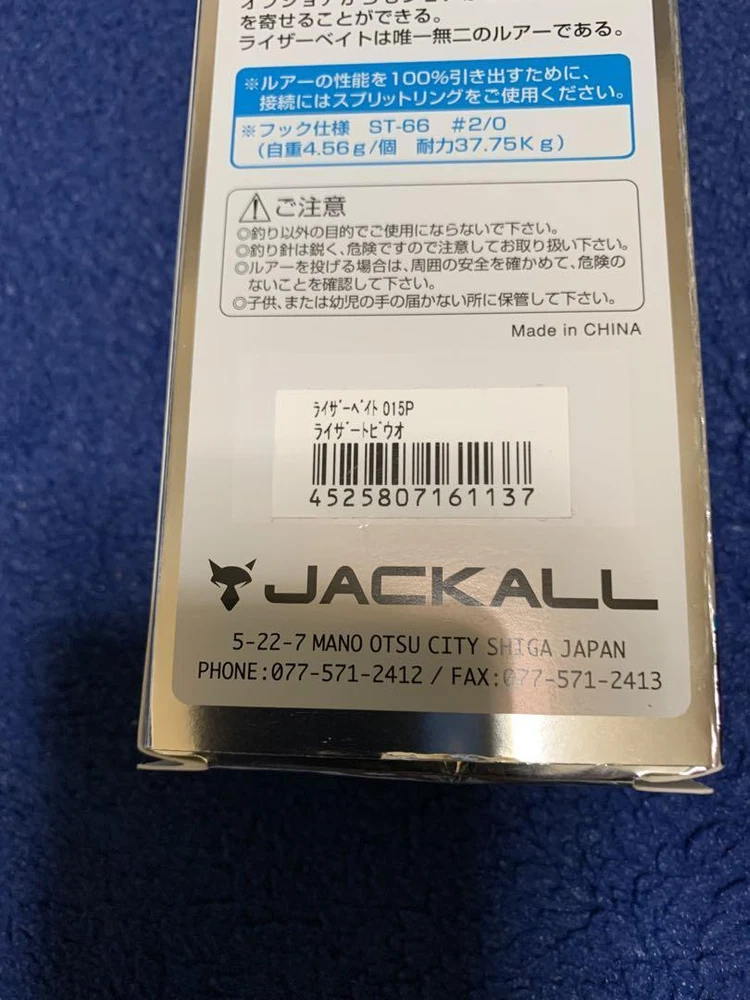 を寄せることができる。
ライザーベイトは唯一無二のルアーである。
※ルアーの性能を100%引き出すために、
接続にはスプリットリングをご使用ください。
※フック仕様 ST-66 #2/0
（自重4.56g/個 耐力37.75Kg）
ご注意
◎釣り以外の目的でご使用にならないで下さい。
◎釣り針は鋭く、危険ですので注意してお取り扱い下さい。
◎ルアーを投げる場合は、周囲の安全を確かめて、危険の
ないことを確認して下さい。
◎子供、または幼児の手の届かない所に保管して下さい。
Made in CHINA
ﾗｲｻﾞｰﾍﾞｲﾄ 015P
ﾗｲｻﾞｰﾄﾋﾞｳｵ
4525807161137
JACKALL
5-22-7 MANO OTSU CITY SHIGA JAPAN
PHONE:077-571-2412 / FAX:077-571-2413